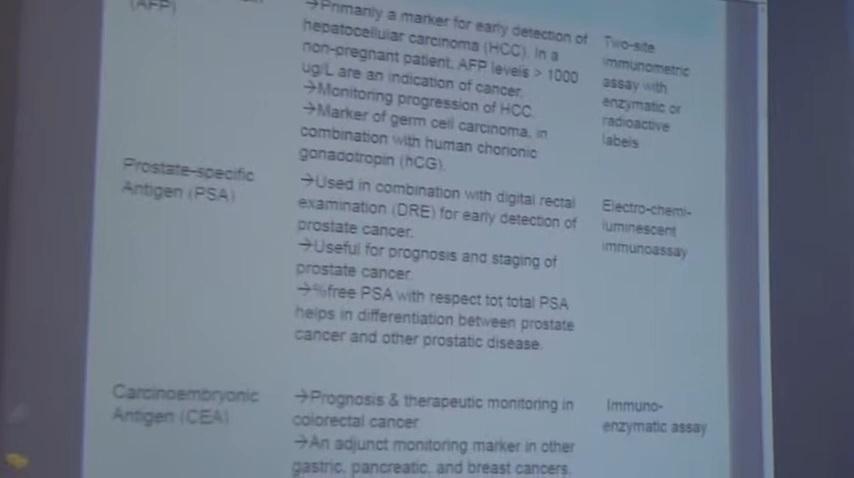 (AFP)
→Primarily a marker for early detection of
hepatocellular carcinoma (HCC). In a
non-pregnant patient, AFP levels > 1000
ug/L are an indication of cancer.
→Monitoring progression of HCC.
→Marker of germ cell carcinoma, in
combination with human chorionic
gonadotropin (hCG).
Two-site
immunometric
assay with
enzymatic or
radioactive
labels
Prostate-specific
Antigen (PSA)
→Used in combination with digital rectal
examination (DRE) for early detection of
prostate cancer.
→Useful for prognosis and staging of
prostate cancer.
→%free PSA with respect tot total PSA
helps in differentiation between prostate
cancer and other prostatic disease.
Electro-chemi-
luminescent
immunoassay
Carcinoembryonic
Antigen (CEA)
→Prognosis & therapeutic monitoring in
colorectal cancer
→An adjunct monitoring marker in other
gastric, pancreatic, and breast cancers.
Immuno-
enzymatic assay